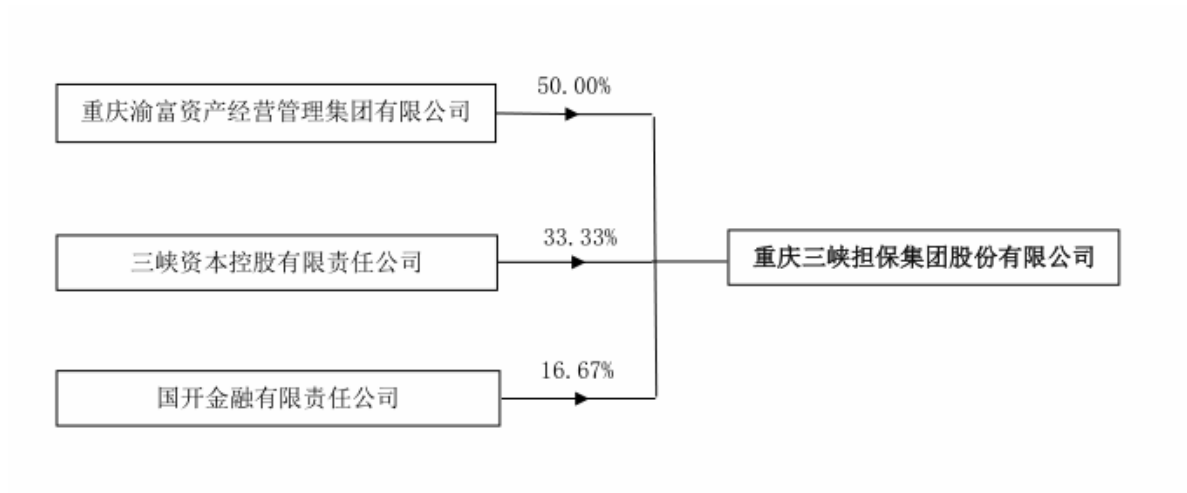 50.00%
重庆渝富资产经营管理集团有限公司
33.33%
三峡资本控股有限责任公司
重庆三峡担保集团股份有限公司
16.67%
国开金融有限责任公司